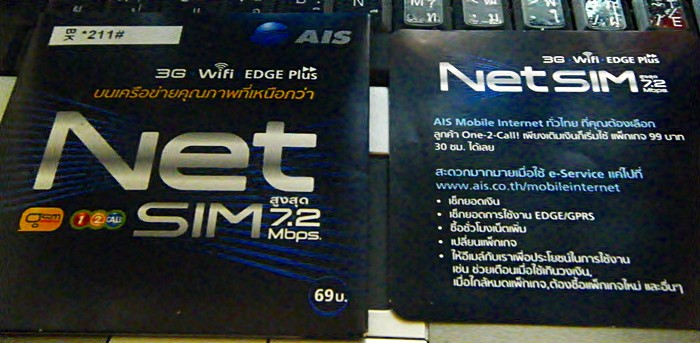 BK *211#
AIS
3G WiFi EDGE Plus
บนเครือข่ายคุณภาพที่เหนือกว่า
Net
SIM สูงสุด 7.2 Mbps.
gsm 1 2 CALL
69บ.
3G WiFi EDGE Plus
Net SIM สูงสุด 7.2 Mbps
AIS Mobile Internet ทั่วไทย ที่คุณต้องเลือก
ลูกค้า One-2-Call! เพียงเติมเงินก็เริ่มใช้ แพ็กเกจ 99 บาท
30 ชม. ได้เลย
สะดวกมากมายเมื่อใช้ e-Service แค่ไปที่
www.ais.co.th/mobileinternet
• เช็กยอดเงิน
• เช็กยอดการใช้งาน EDGE/GPRS
• ซื้อชั่วโมงเน็ตเพิ่ม
• เปลี่ยนแพ็กเกจ
• ให้อีเมล์กับเราเพื่อประโยชน์ในการใช้งาน
เช่น ช่วยเตือนเมื่อใช้เกินวงเงิน,
เมื่อใกล้หมดแพ็กเกจ,ต้องซื้อแพ็กเกจใหม่ และอื่นๆ